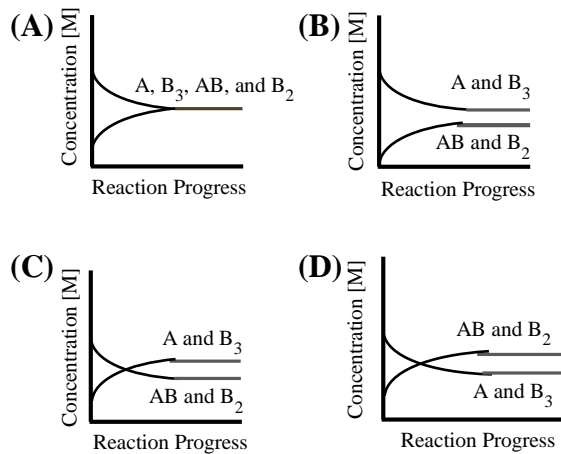 (A)
Concentration [M]
A, B₃, AB, and B₂
Reaction Progress
(B)
Concentration [M]
A and B₃
AB and B₂
Reaction Progress
(C)
Concentration [M]
A and B₃
AB and B₂
Reaction Progress
(D)
Concentration [M]
AB and B₂
A and B₃
Reaction Progress